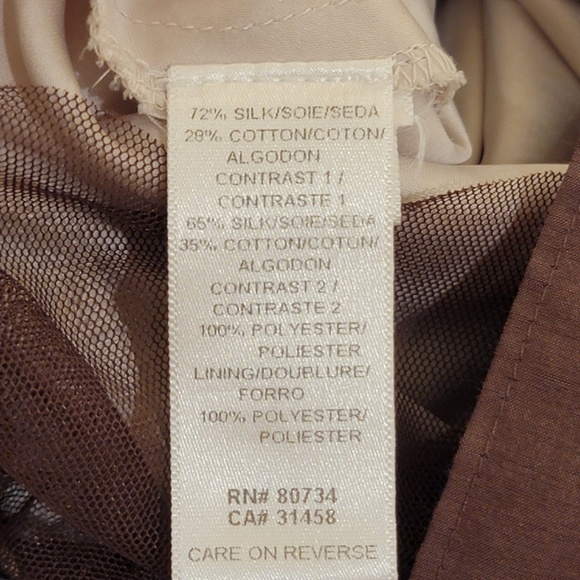 72% SILK/SOIE/SEDA
28% COTTON/COTON/
ALGODON
CONTRAST 1 /
CONTRASTE 1
65% SILK/SOIE/SEDA
35% COTTON/COTON/
ALGODON
CONTRAST 2 /
CONTRASTE 2
100% POLYESTER/
POLIESTER
LINING/DOUBLURE/
FORRO
100% POLYESTER/
POLIESTER
RN# 80734
CA# 31458
CARE ON REVERSE